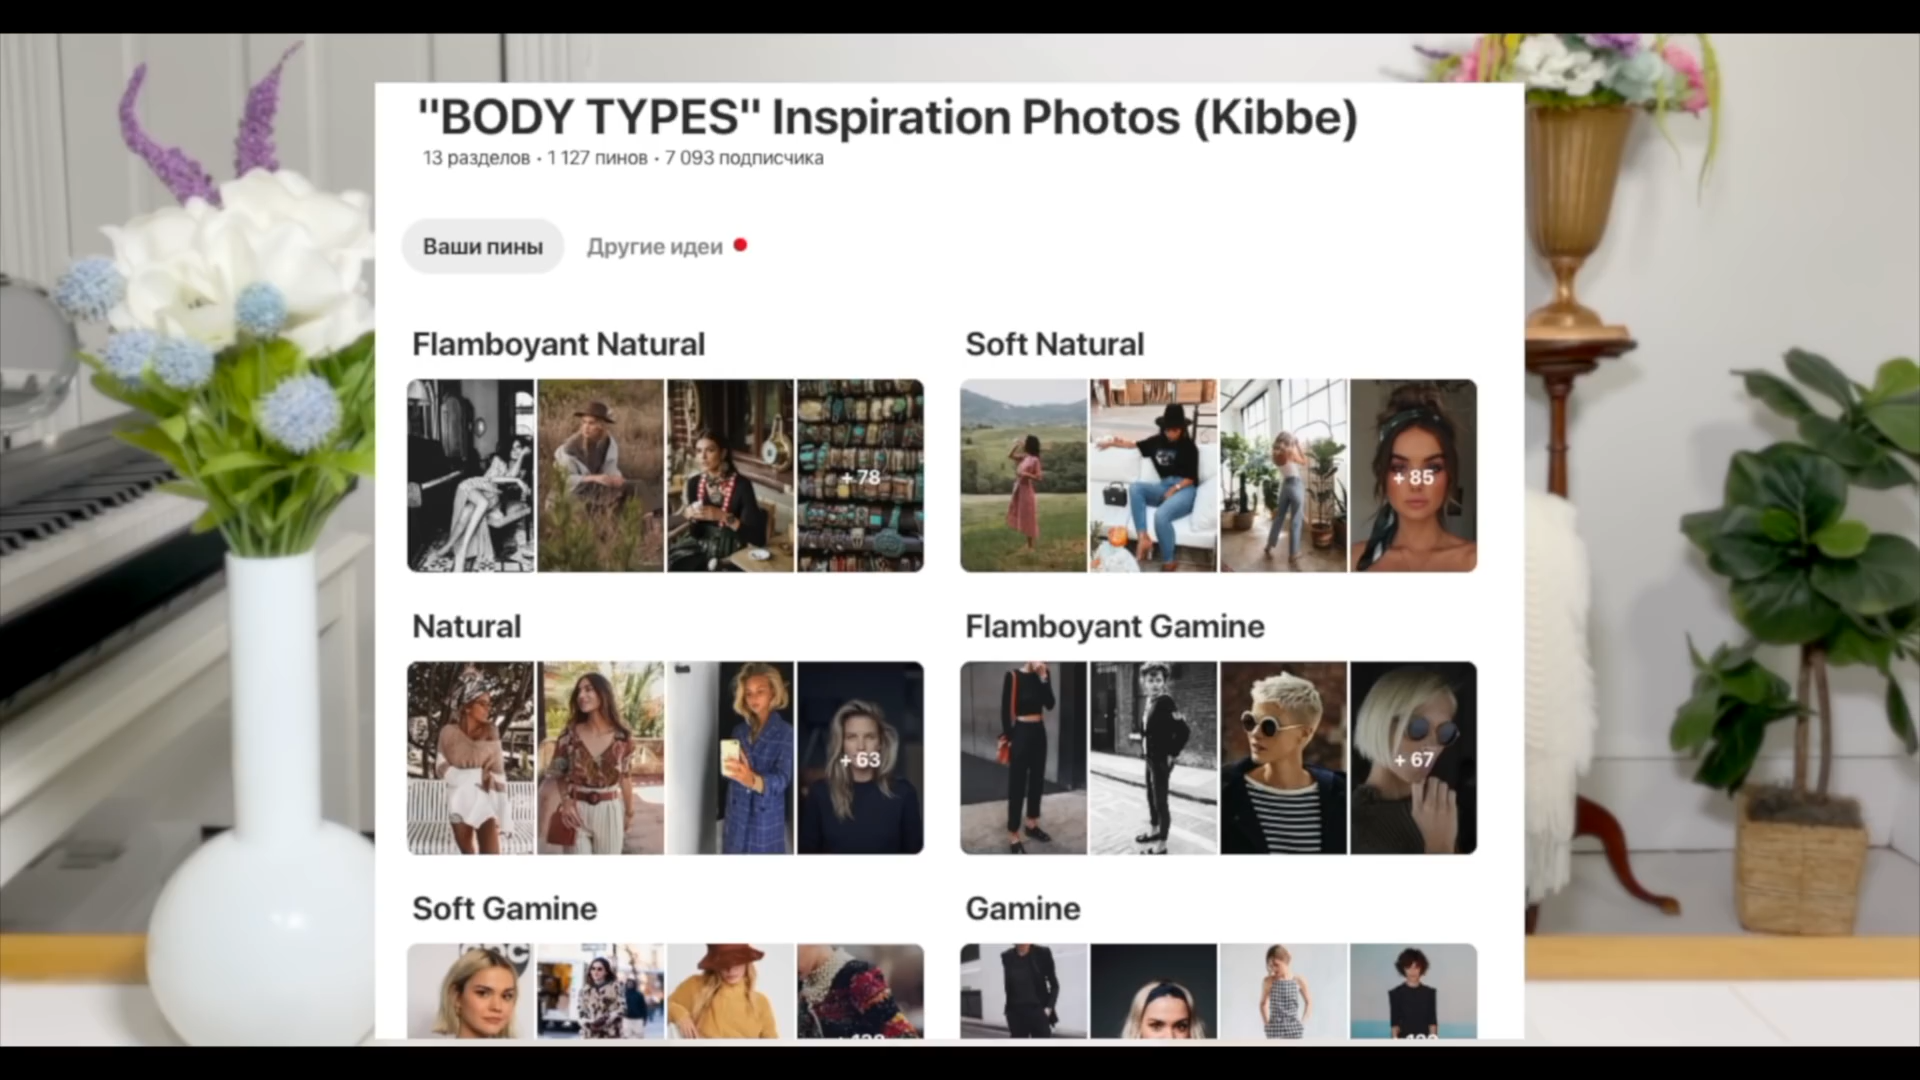 "BODY TYPES" Inspiration Photos (Kibbe)
13 разделов · 1 127 пинов · 7 093 подписчика
Ваши пины Другие идеи
Flamboyant Natural Soft Natural
+ 78 + 85
Natural Flamboyant Gamine
+ 63 + 67
Soft Gamine Gamine